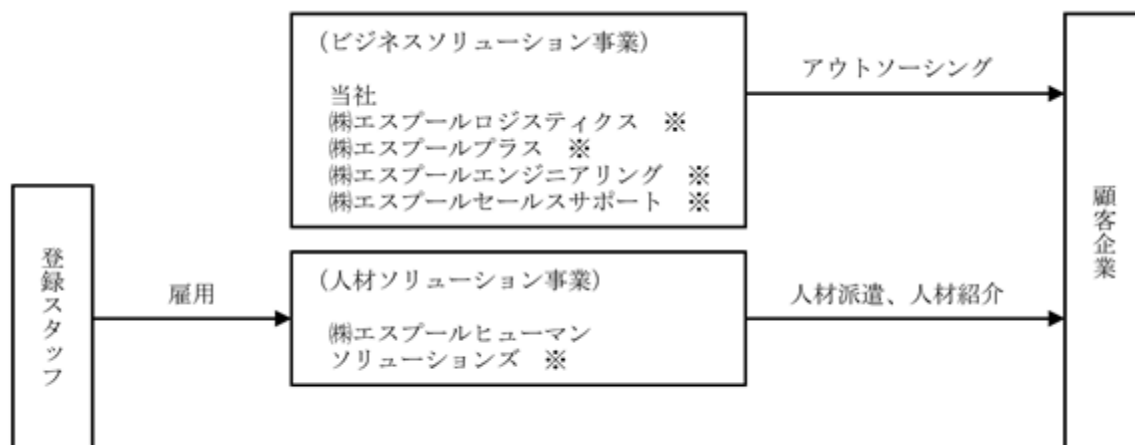 (ビジネスソリューション事業)
当社
㈱エスプールロジスティクス ※
㈱エスプールプラス ※
㈱エスプールエンジニアリング ※
㈱エスプールセールスサポート ※
アウトソーシング
登録スタッフ
雇用
(人材ソリューション事業)
㈱エスプールヒューマン
ソリューションズ ※
人材派遣、人材紹介
顧客企業